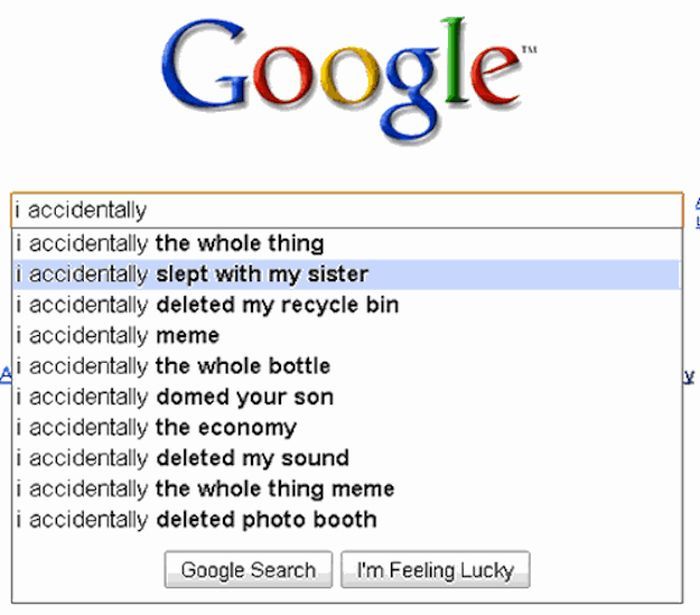 Google™
i accidentally
i accidentally the whole thing
i accidentally slept with my sister
i accidentally deleted my recycle bin
i accidentally meme
i accidentally the whole bottle
i accidentally domed your son
i accidentally the economy
i accidentally deleted my sound
i accidentally the whole thing meme
i accidentally deleted photo booth
Google Search I'm Feeling Lucky